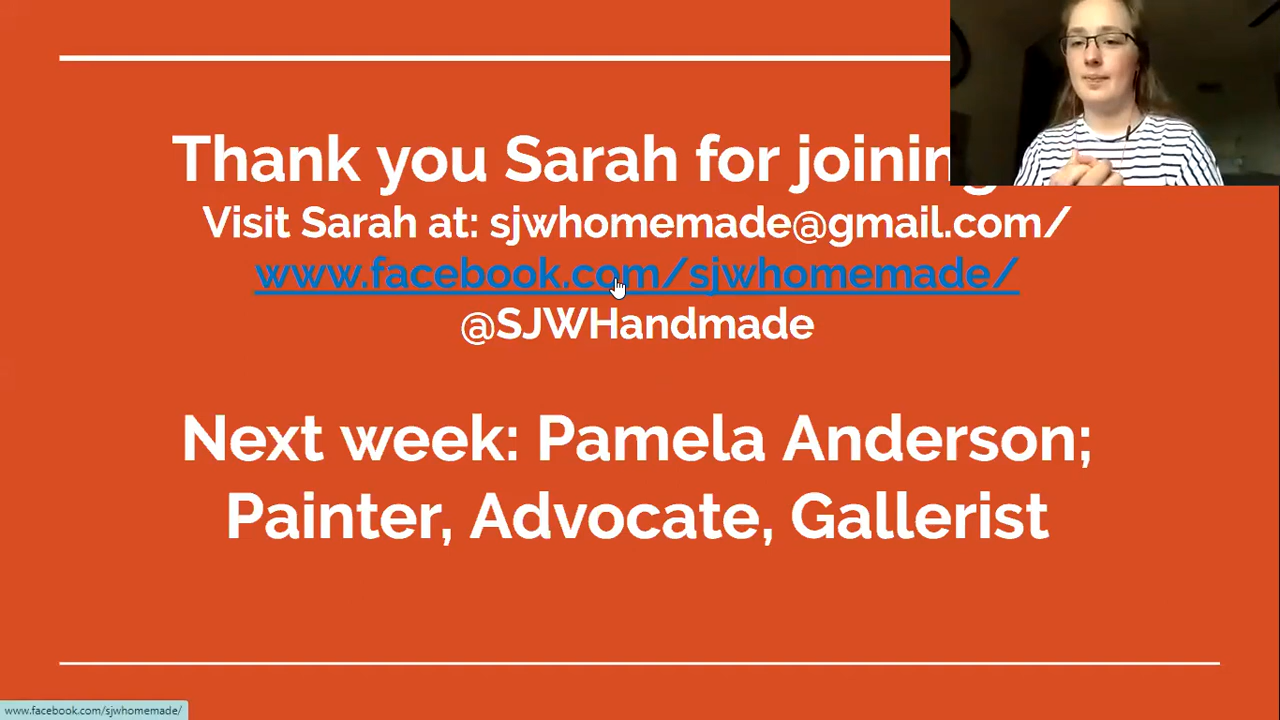 Thank you Sarah for joining
Visit Sarah at: sjwhomemade@gmail.com/
www.facebook.com/sjwhomemade/
@SJWHandmade
Next week: Pamela Anderson;
Painter, Advocate, Gallerist
www.facebook.com/sjwhomemade/